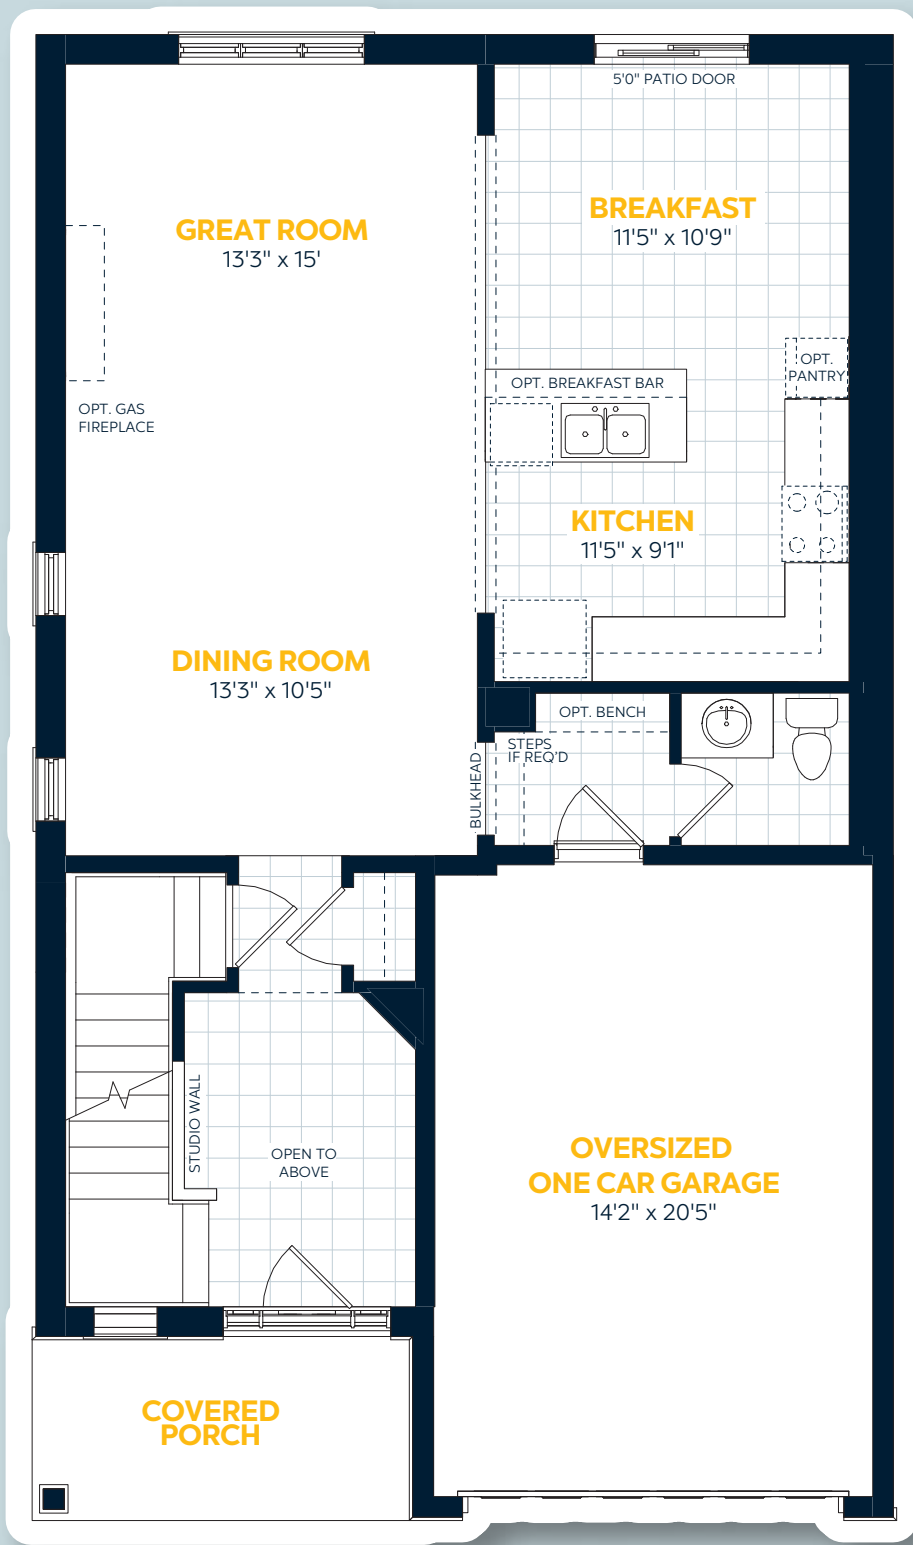 5'0" PATIO DOOR
GREAT ROOM
13'3" x 15'
BREAKFAST
11'5" x 10'9"
OPT.
PANTRY
OPT. BREAKFAST BAR
OPT. GAS
FIREPLACE
KITCHEN
11'5" x 9'1"
DINING ROOM
13'3" x 10'5"
OPT. BENCH
STEPS
IF REQ'D
BULKHEAD
STUDIO WALL
OPEN TO
ABOVE
OVERSIZED
ONE CAR GARAGE
14'2" x 20'5"
COVERED
PORCH